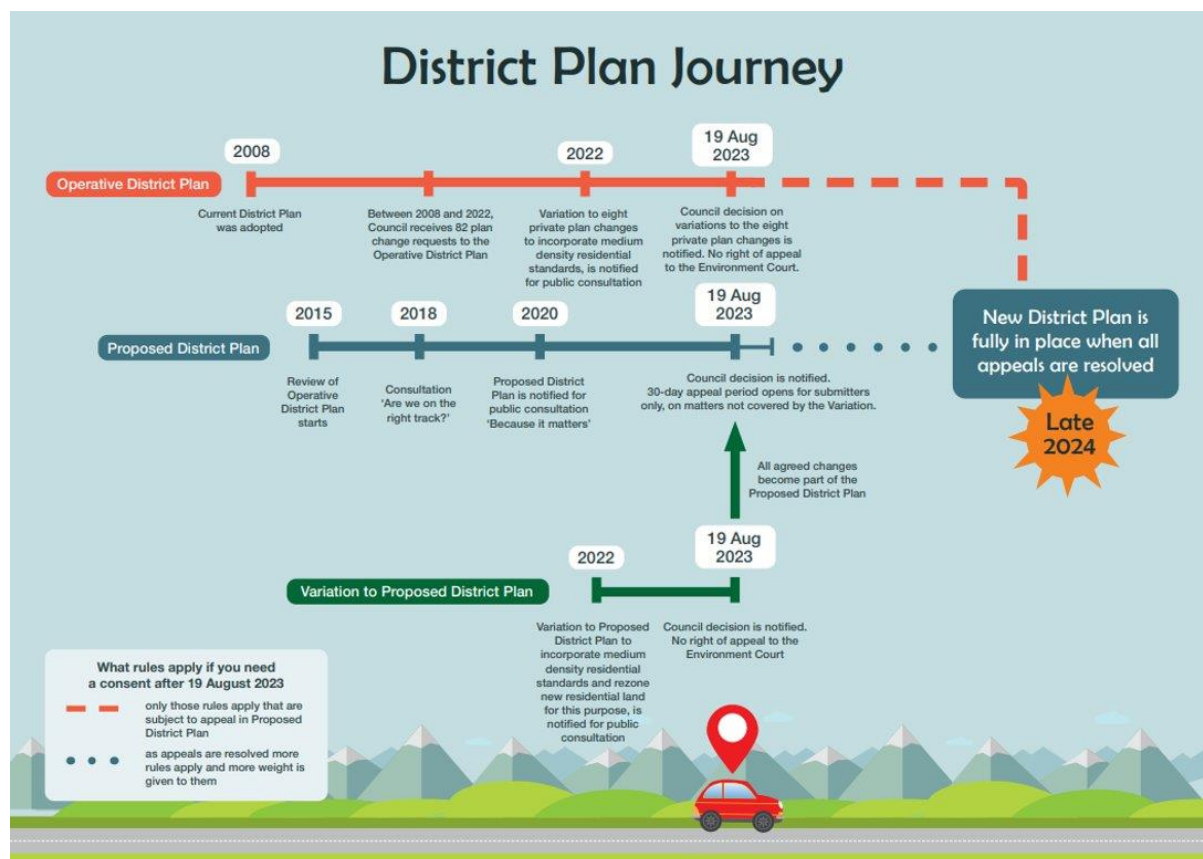 District Plan Journey
2008
2022
19 Aug
2023
Operative District Plan
Current District Plan
was adopted
Between 2008 and 2022,
Council receives 82 plan
change requests to the
Operative District Plan
Variation to eight
private plan changes
to incorporate medium
density residential
standards, is notified
for public consultation
Council decision on
variations to the eight
private plan changes is
notified. No right of appeal
to the Environment Court.
2015
2018
2020
19 Aug
2023
Proposed District Plan
Review of
Operative
District Plan
starts
Consultation
‘Are we on the
right track?’
Proposed District
Plan is notified for
public consultation
‘Because it matters’
Council decision is notified.
30-day appeal period opens for submitters
only, on matters not covered by the Variation.
New District Plan is
fully in place when all
appeals are resolved
Late
2024
All agreed changes
become part of the
Proposed District Plan
2022
19 Aug
2023
Variation to Proposed District Plan
Variation to Proposed
District Plan to
incorporate medium
density residential
standards and rezone
new residential land
for this purpose, is
notified for public
consultation
Council decision is notified.
No right of appeal to the
Environment Court
What rules apply if you need
a consent after 19 August 2023
only those rules apply that are
subject to appeal in Proposed
District Plan
as appeals are resolved more
rules apply and more weight is
given to them